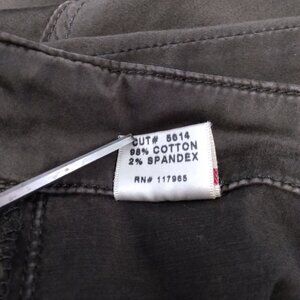 CUT# 5614
98% COTTON
2% SPANDEX
RN# 117965